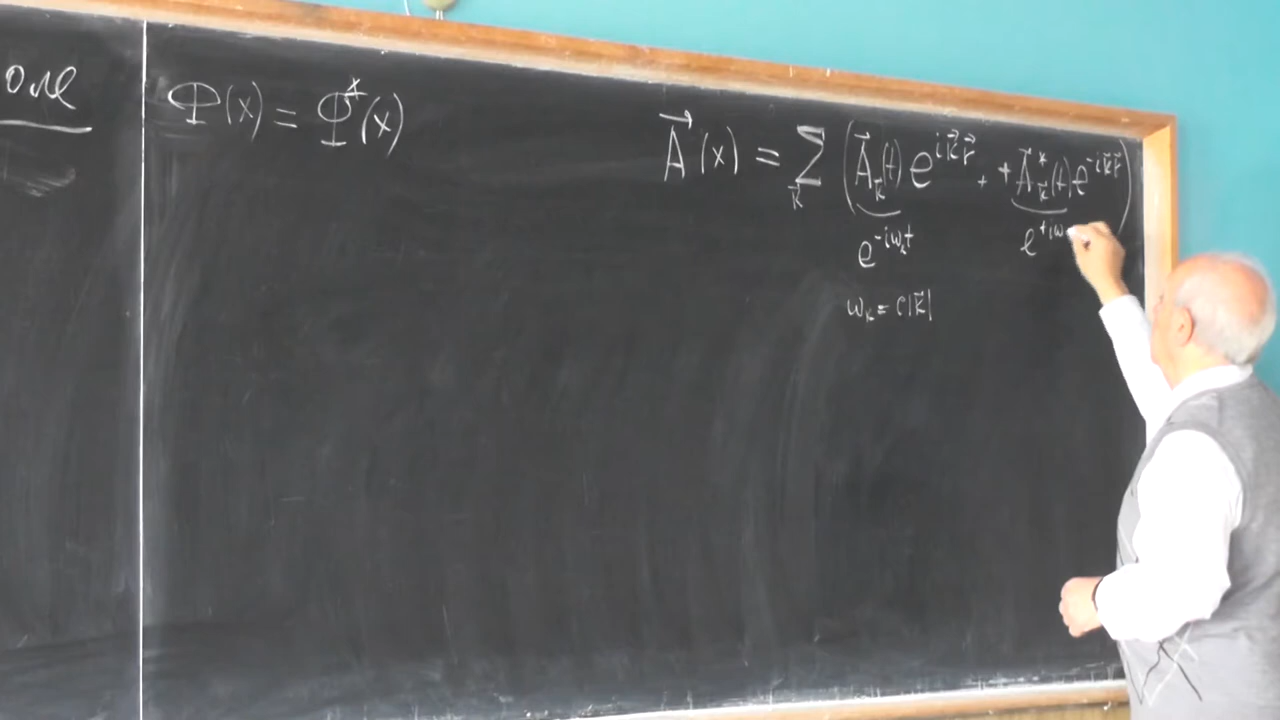 оле
Φ(x) = Φ*(x)
A⃗(x) = Σ_k⃗ (A⃗_k⃗(t) e^{ik⃗r⃗} + + A⃗*_k⃗(t) e^{-ik⃗r⃗})
e^{-iω_k t} e^{+iω
ω_k = c|k⃗|